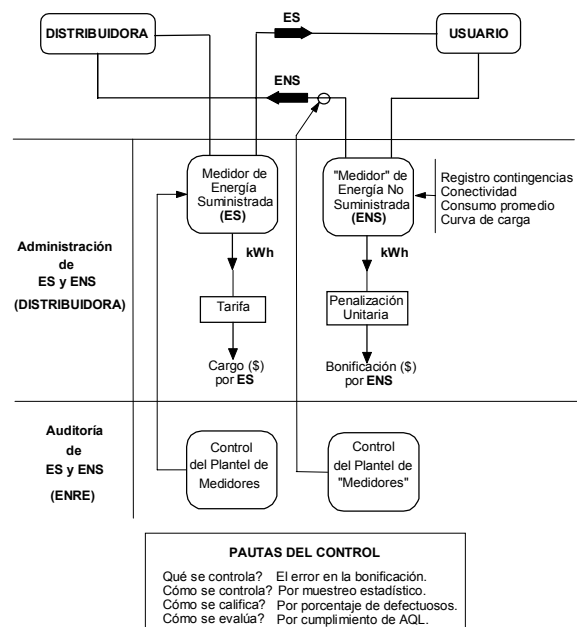 ES
DISTRIBUIDORA
USUARIO
ENS
Medidor de
Energía
Suministrada
(ES)
"Medidor" de
Energía No
Suministrada
(ENS)
Registro contingencias
Conectividad
Consumo promedio
Curva de carga
Administración
de
ES y ENS
(DISTRIBUIDORA)
kWh
kWh
Tarifa
Penalización
Unitaria
Cargo ($)
por ES
Bonificación ($)
por ENS
Auditoría
de
ES y ENS
(ENRE)
Control
del Plantel de
Medidores
Control
del Plantel de
"Medidores"
PAUTAS DEL CONTROL
Qué se controla? El error en la bonificación.
Cómo se controla? Por muestreo estadístico.
Cómo se califica? Por porcentaje de defectuosos.
Cómo se evalúa? Por cumplimiento de AQL.